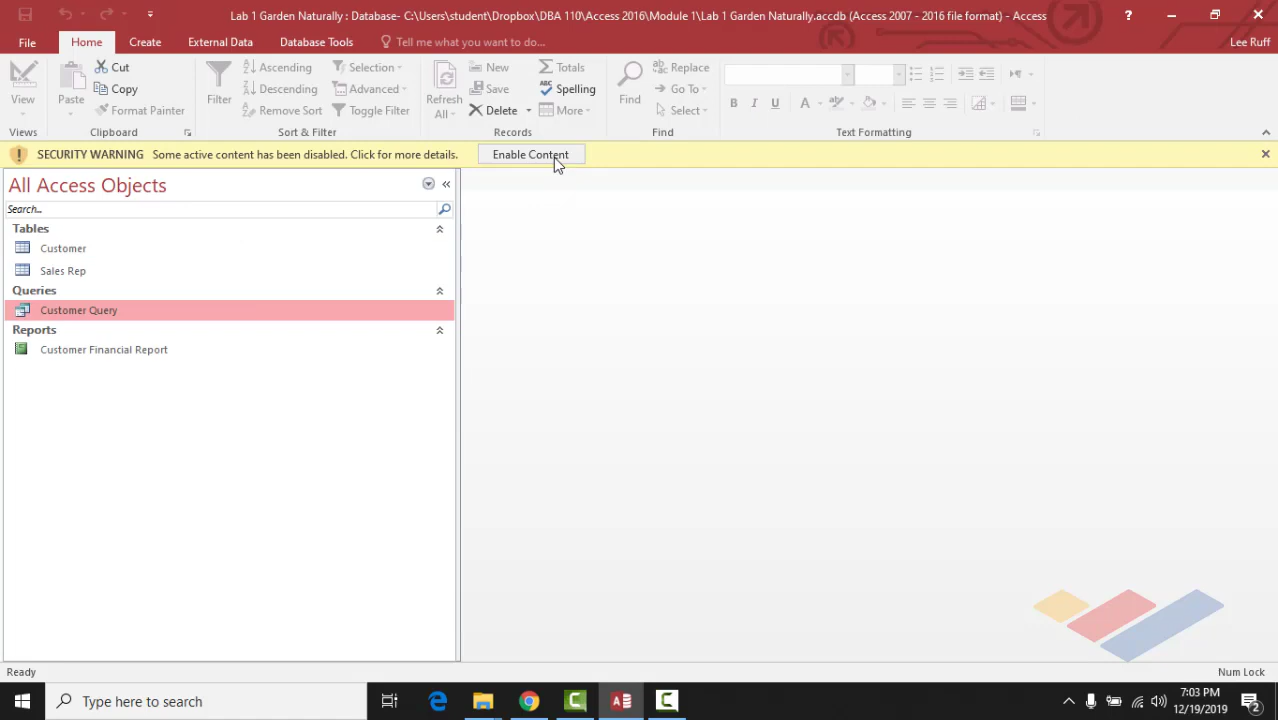 Lab 1 Garden Naturally : Database- C:\Users\student\Dropbox\DBA 110\Access 2016\Module 1\Lab 1 Garden Naturally.accdb (Access 2007 - 2016 file format) - Access
?
File Home Create External Data Database Tools Tell me what you want to do... Lee Ruff
View
Views
Paste
Cut
Copy
Format Painter
Clipboard
Filter
Ascending
Descending
Remove Sort
Selection
Advanced
Toggle Filter
Sort & Filter
Refresh
All
New
Save
Delete
Totals
Spelling
More
Records
Find
Replace
Go To
Select
Find
B I U A
Text Formatting
SECURITY WARNING Some active content has been disabled. Click for more details. Enable Content
All Access Objects
Search...
Tables
Customer
Sales Rep
Queries
Customer Query
Reports
Customer Financial Report
Ready Num Lock
Type here to search
7:03 PM
12/19/2019
2